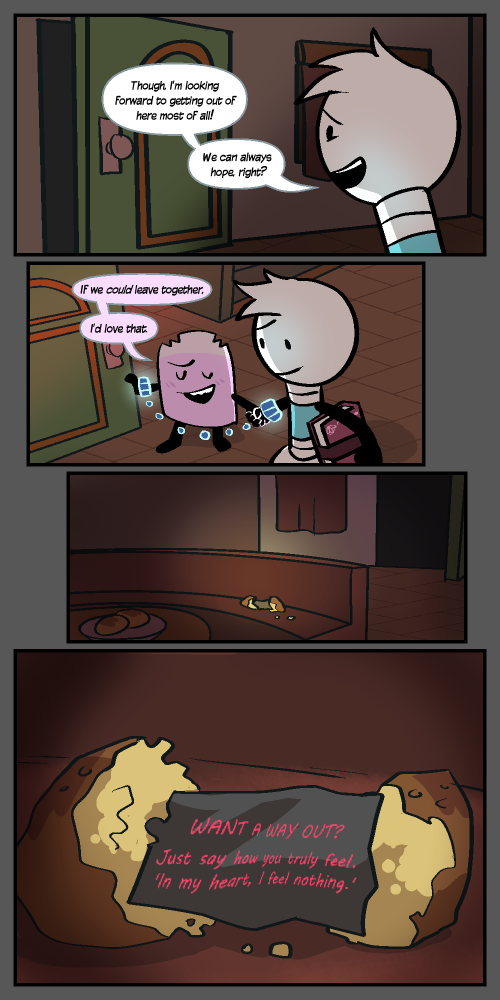 Though, I'm looking
Forward to getting out of
here most of all!
We can always
hope, right?
If we could leave together,
I'd love that.
WANT A WAY OUT?
Just say how you truly feel.
'In my heart, I feel nothing.'